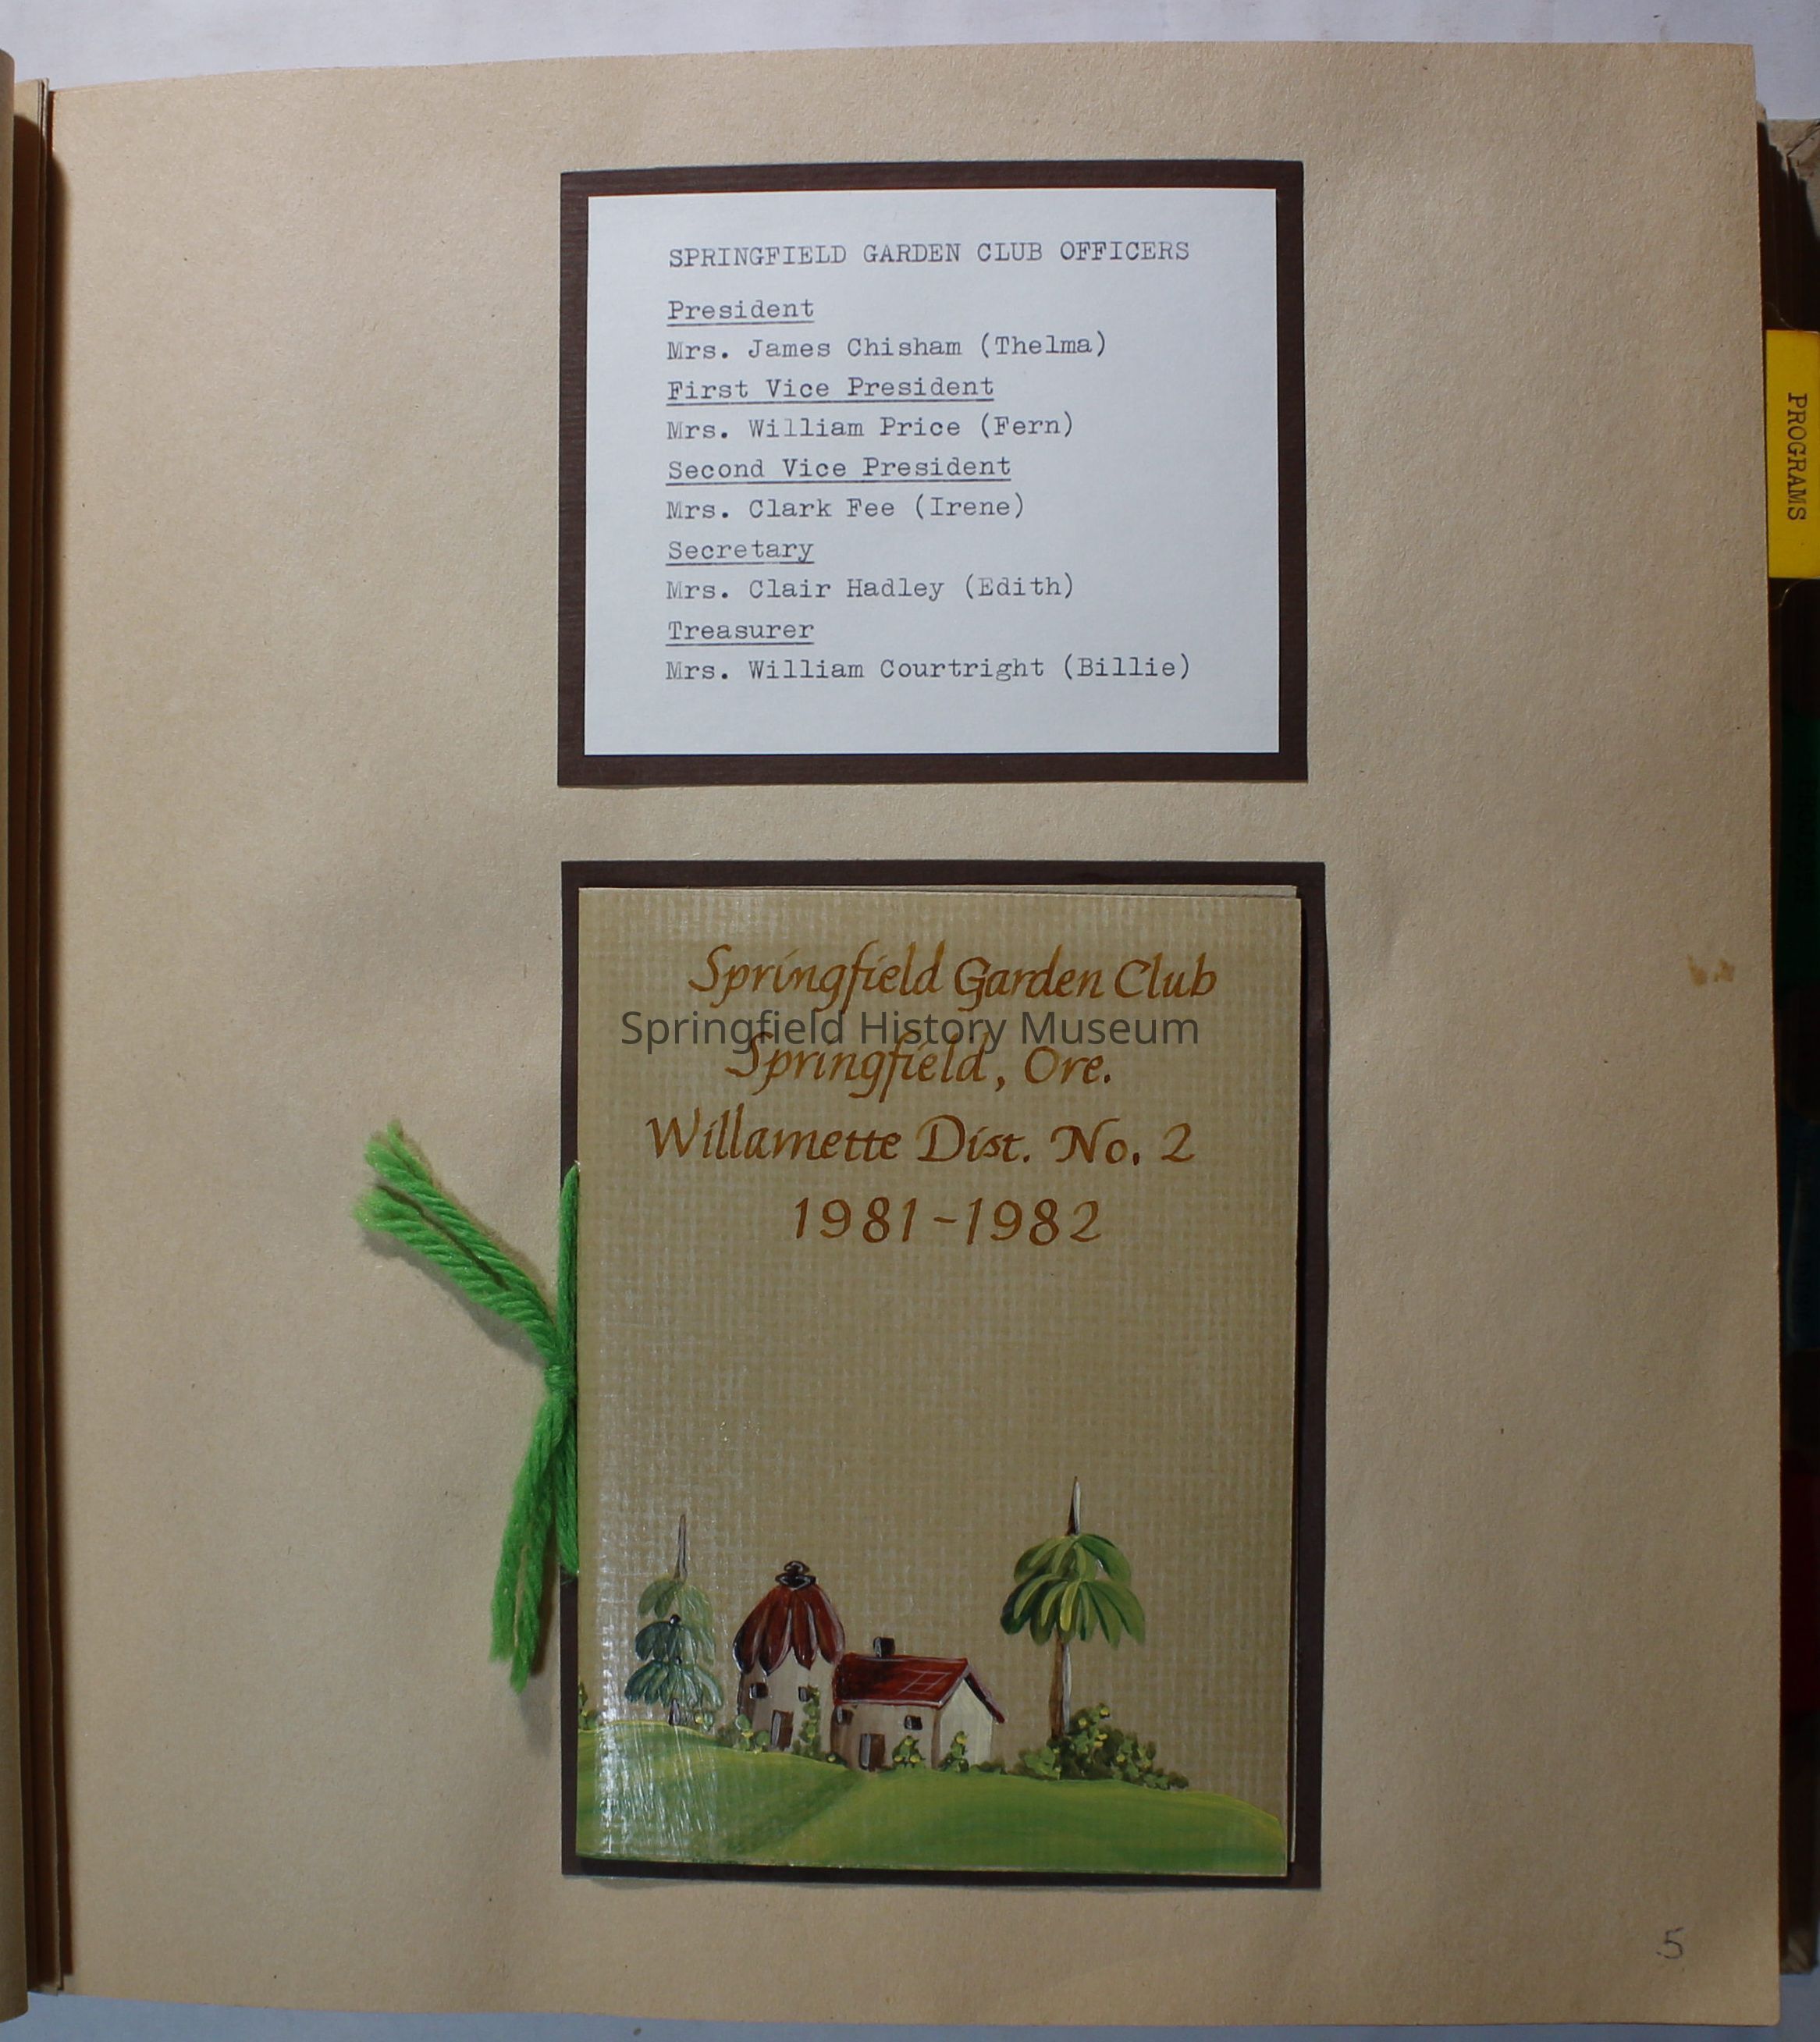 SPRINGFIELD GARDEN CLUB OFFICERS
President
Mrs. James Chisham (Thelma)
First Vice President
Mrs. William Price (Fern)
Second Vice President
Mrs. Clark Fee (Irene)
Secretary
Mrs. Clair Hadley (Edith)
Treasurer
Mrs. William Courtright (Billie)
PROGRAMS
Springfield Garden Club
Springfield History Museum
Springfield, Ore.
Willamette Dist. No. 2
1981-1982
5